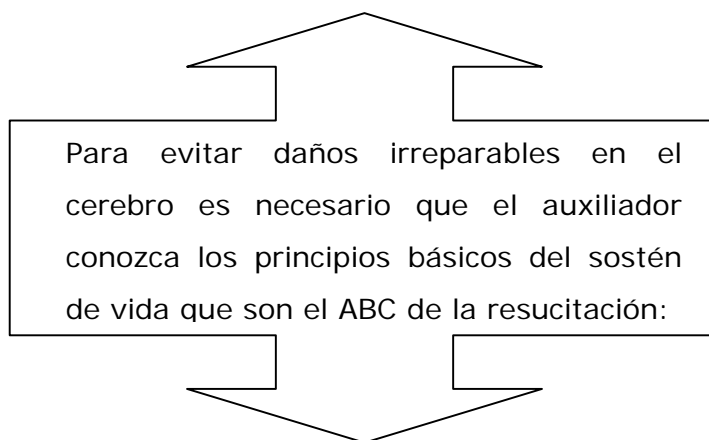 Para evitar daños irreparables en el
cerebro es necesario que el auxiliador
conozca los principios básicos del sostén
de vida que son el ABC de la resucitación: